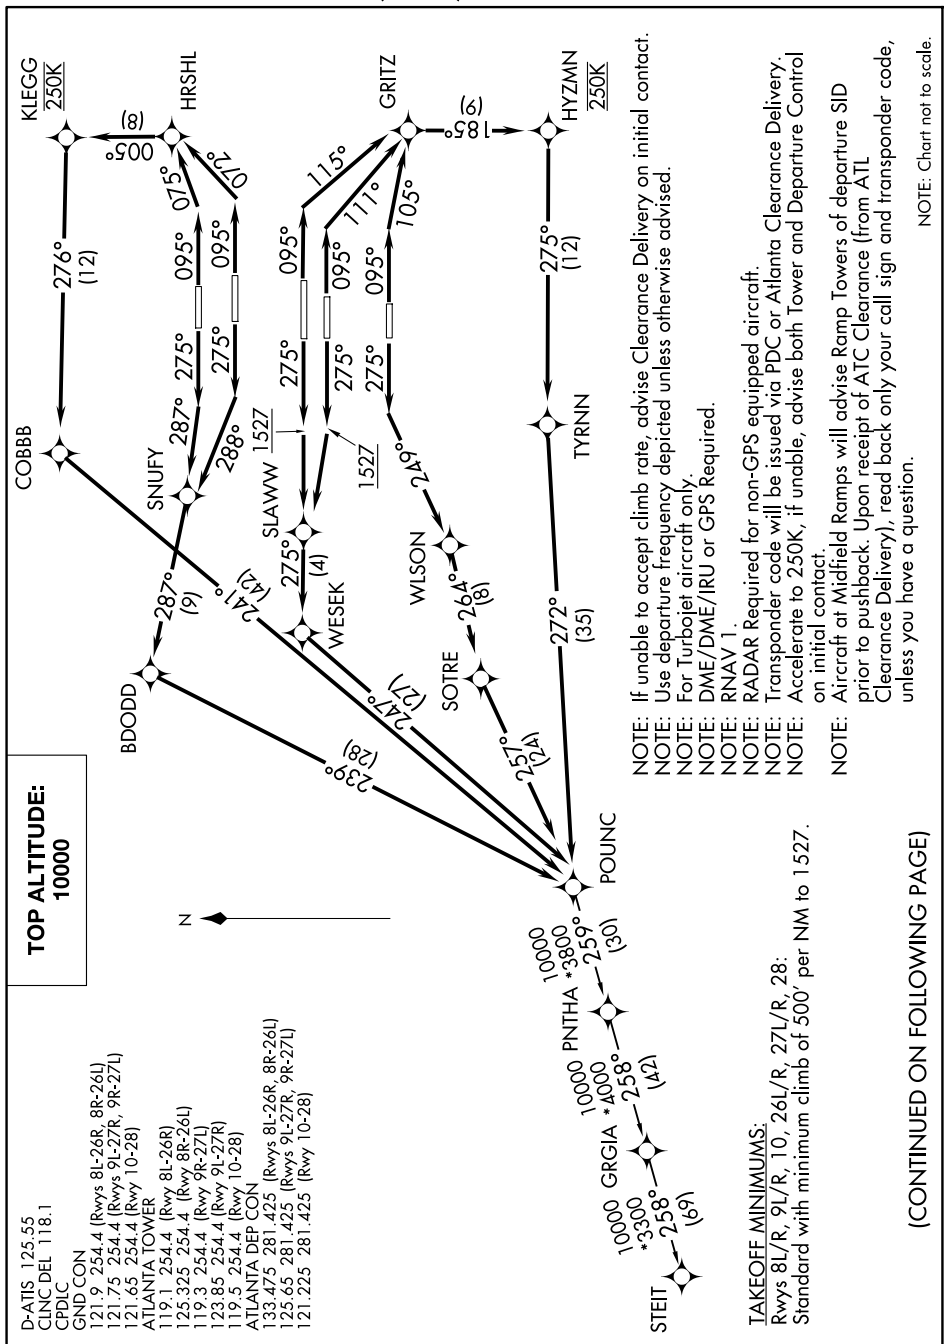 TOP ALTITUDE:
10000
D-ATIS 125.55
CLNC DEL 118.1
CPDLC
GND CON
121.9 254.4 (Rwys 8L-26R, 8R-26L)
121.75 254.4 (Rwys 9L-27R, 9R-27L)
121.65 254.4 (Rwy 10-28)
ATLANTA TOWER
119.1 254.4 (Rwy 8L-26R)
125.325 254.4 (Rwy 8R-26L)
119.3 254.4 (Rwy 9R-27L)
123.85 254.4 (Rwy 9L-27R)
119.5 254.4 (Rwy 10-28)
ATLANTA DEP CON
133.475 281.425 (Rwys 8L-26R, 8R-26L)
125.65 281.425 (Rwys 9L-27R, 9R-27L)
121.225 281.425 (Rwy 10-28)
N
KLEGG
250K
HRSHL
(8)
005°
276°
(12)
COBBB
075°
072°
095°
095°
275°
275°
287°
288°
SNUFY
287°
(9)
BDODD
241°
(42)
239°
(28)
GRITZ
115°
111°
105°
095°
095°
095°
275°
275°
275°
1527
1527
SLAWW
275°
(4)
WESEK
247°
(27)
249°
WLSON
264°
(8)
SOTRE
257°
(24)
185°
(9)
HYZMN
250K
275°
(12)
TYRNN
272°
(35)
POUNC
10000
*3800
259°
(30)
PNTHA
10000
*4000
258°
(42)
GRGIA
10000
*3300
258°
(69)
STEIT
NOTE: If unable to accept climb rate, advise Clearance Delivery on initial contact.
NOTE: Use departure frequency depicted unless otherwise advised.
NOTE: For Turbojet aircraft only.
NOTE: DME/DME/IRU or GPS Required.
NOTE: RNAV 1.
NOTE: RADAR Required for non-GPS equipped aircraft.
NOTE: Transponder code will be issued via PDC or Atlanta Clearance Delivery.
NOTE: Accelerate to 250K, if unable, advise both Tower and Departure Control
on initial contact.
NOTE: Aircraft at Midfield Ramps will advise Ramp Towers of departure SID
prior to pushback. Upon receipt of ATC Clearance (from ATL
Clearance Delivery), read back only your call sign and transponder code,
unless you have a question.
NOTE: Chart not to scale.
TAKEOFF MINIMUMS:
Rwys 8L/R, 9L/R, 10, 26L/R, 27L/R, 28:
Standard with minimum climb of 500' per NM to 1527.
(CONTINUED ON FOLLOWING PAGE)